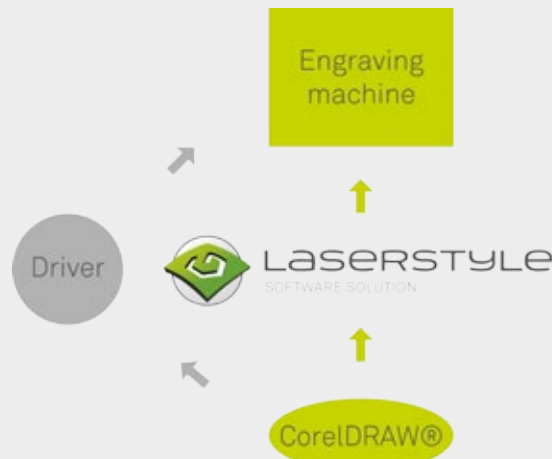 Engraving
machine
Driver
LASERSTYLE
SOFTWARE SOLUTION
CorelDRAW®